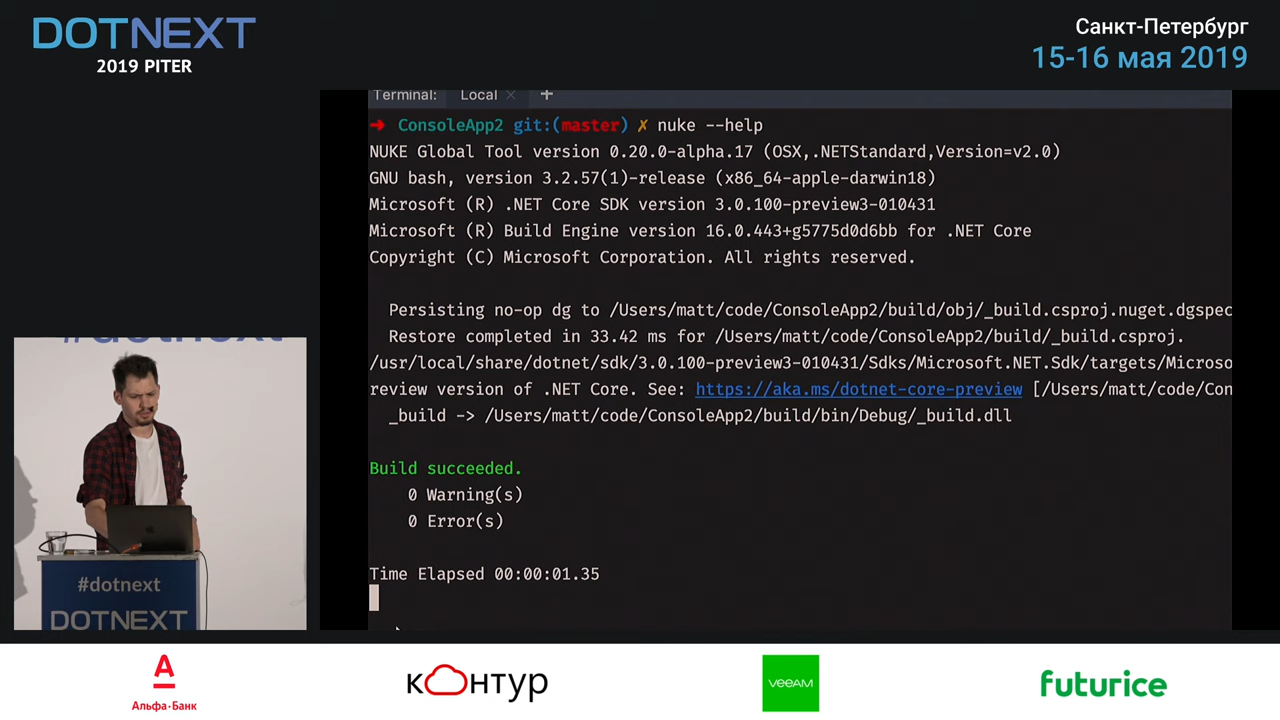 DOTNEXT
2019 PITER
Санкт-Петербург
15-16 мая 2019
Terminal: Local × +
➜ ConsoleApp2 git:(master) ✗ nuke --help
NUKE Global Tool version 0.20.0-alpha.17 (OSX,.NETStandard,Version=v2.0)
GNU bash, version 3.2.57(1)-release (x86_64-apple-darwin18)
Microsoft (R) .NET Core SDK version 3.0.100-preview3-010431
Microsoft (R) Build Engine version 16.0.443+g5775d0d6bb for .NET Core
Copyright (C) Microsoft Corporation. All rights reserved.
Persisting no-op dg to /Users/matt/code/ConsoleApp2/build/obj/_build.csproj.nuget.dgspec
Restore completed in 33.42 ms for /Users/matt/code/ConsoleApp2/build/_build.csproj.
/usr/local/share/dotnet/sdk/3.0.100-preview3-010431/Sdks/Microsoft.NET.Sdk/targets/Microso
review version of .NET Core. See: https://aka.ms/dotnet-core-preview [/Users/matt/code/Con
_build -> /Users/matt/code/ConsoleApp2/build/bin/Debug/_build.dll
Build succeeded.
0 Warning(s)
0 Error(s)
Time Elapsed 00:00:01.35
#dotnext
#dotnext
DOTNEXT
А
Альфа·Банк
контур
veeam
futurice